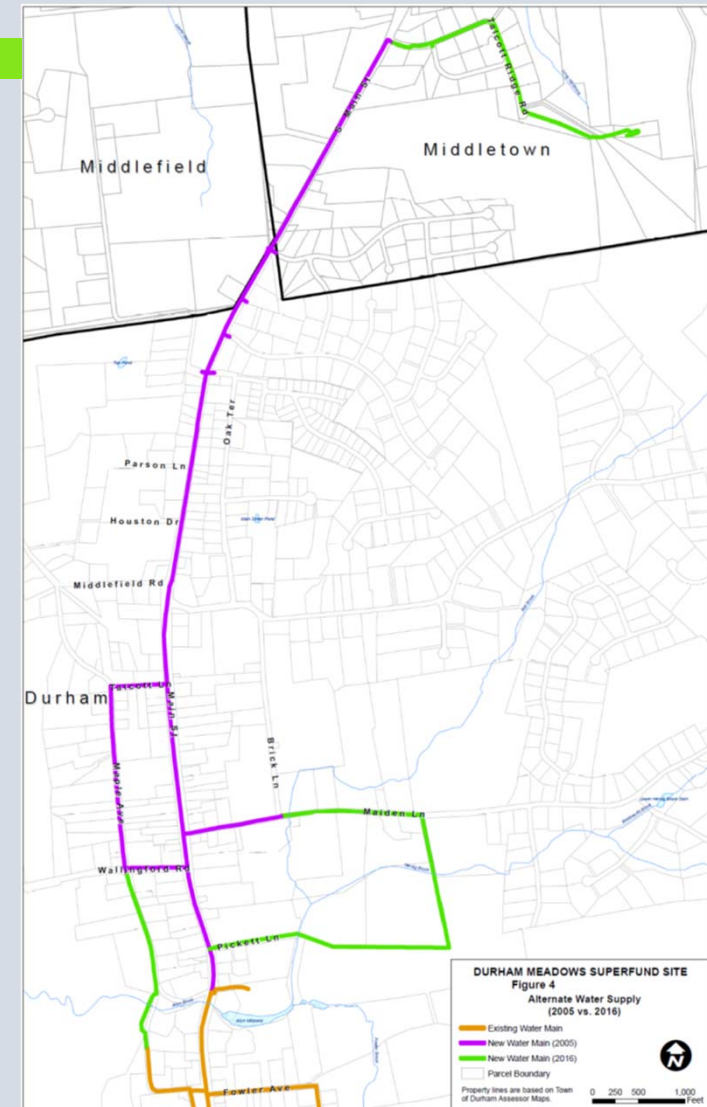 Talcott Ridge Rd
S. Main St
Middletown
Middlefield
Oak Ter
Parson Ln
Houston Dr
Middlefield Rd
Durham
Main St
Maple Ave
Brick Ln
Maiden Ln
Wallingford Rd
Pickett Ln
Fowler Ave
DURHAM MEADOWS SUPERFUND SITE
Figure 4
Alternate Water Supply
(2005 vs. 2016)
Existing Water Main
New Water Main (2005)
New Water Main (2016)
Parcel Boundary
N
Property lines are based on Town
of Durham Assessor Maps.
0 250 500 1,000
Feet